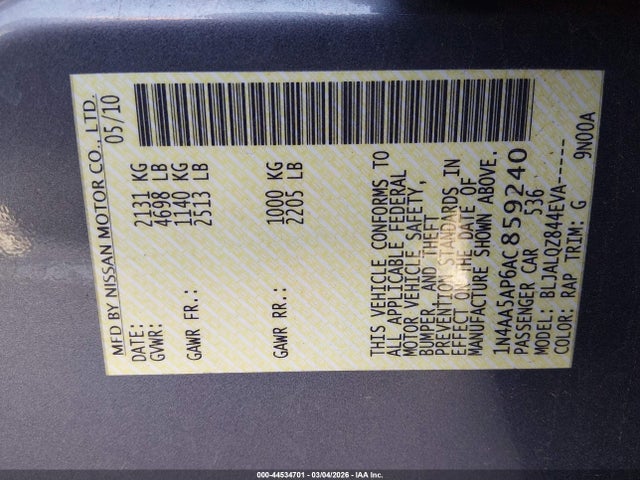 MFD BY NISSAN MOTOR CO., LTD.
DATE: 05/10
GVWR: 2131 KG
4698 LB
GAWR FR.: 1140 KG
2513 LB
GAWR RR.: 1000 KG
2205 LB
THIS VEHICLE CONFORMS TO
ALL APPLICABLE FEDERAL
MOTOR VEHICLE SAFETY,
BUMPER AND THEFT
PREVENTION STANDARDS IN
EFFECT ON THE DATE OF
MANUFACTURE SHOWN ABOVE.
1N4AA5AP6AC859240
PASSENGER CAR 536
MODEL: BLJALQZ844EVA-----
COLOR: RAP TRIM: G 9N00A
000-44534701 - 03/04/2026 - IAA Inc.